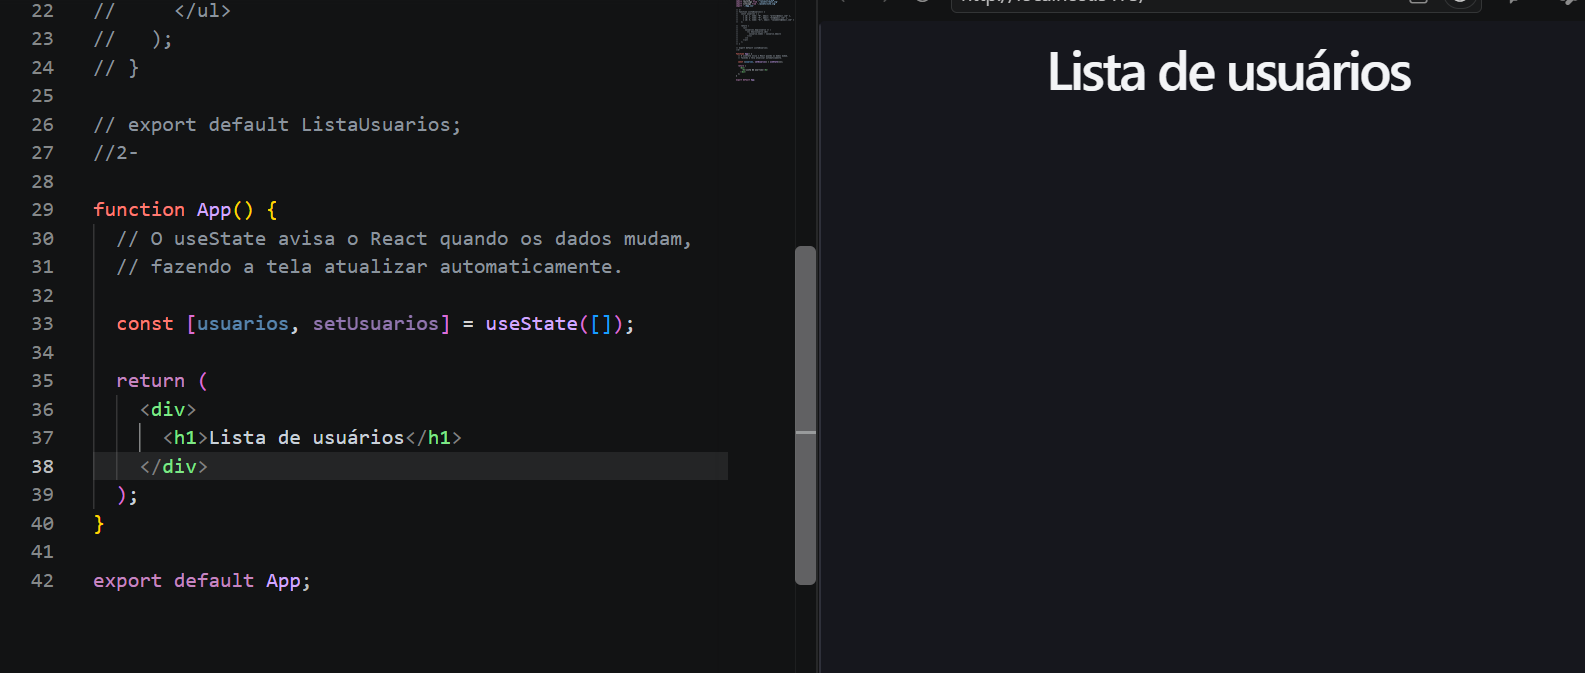 22 //     </ul>
23 //   );
24 // }
25
26 // export default ListaUsuarios;
27 //2-
28
29 function App() {
30   // O useState avisa o React quando os dados mudam,
31   // fazendo a tela atualizar automaticamente.
32
33   const [usuarios, setUsuarios] = useState([]);
34
35   return (
36     <div>
37       <h1>Lista de usuários</h1>
38     </div>
39   );
40 }
41
42 export default App;
Lista de usuários